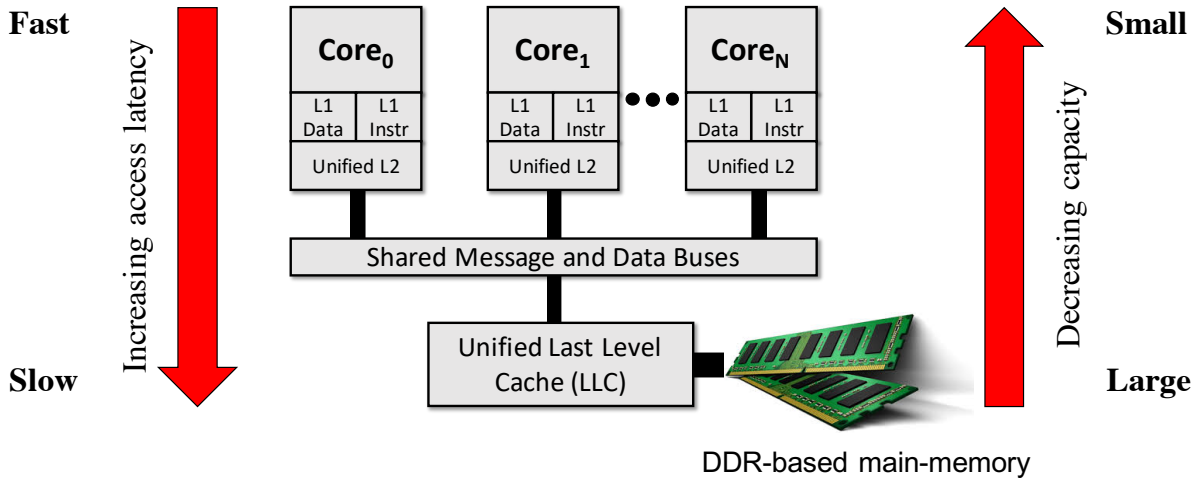 Fast
Small
Increasing access latency
Decreasing capacity
Core0
Core1
CoreN
L1
Data
L1
Instr
L1
Data
L1
Instr
L1
Data
L1
Instr
Unified L2
Unified L2
Unified L2
Shared Message and Data Buses
Unified Last Level
Cache (LLC)
Slow
Large
DDR-based main-memory